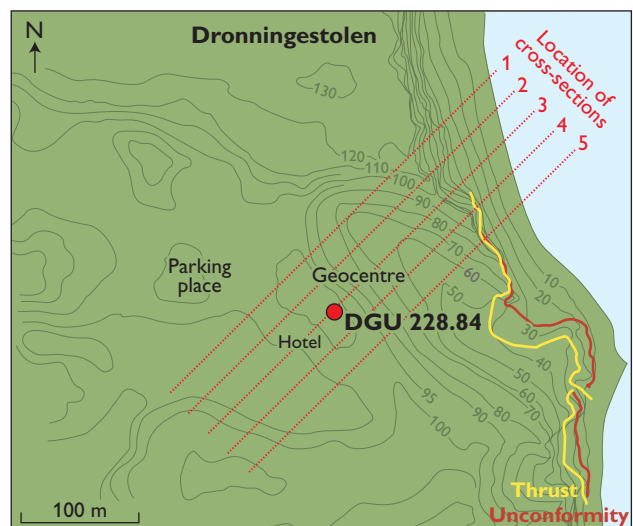 N
Dronningestolen
Location of
cross-sections
1
2
3
4
5
130
120
110
100
90
80
70
60
50
10
20
30
40
50
60
70
80
90
95
100
Parking
place
Geocentre
DGU 228.84
Hotel
100 m
Thrust
Unconformity